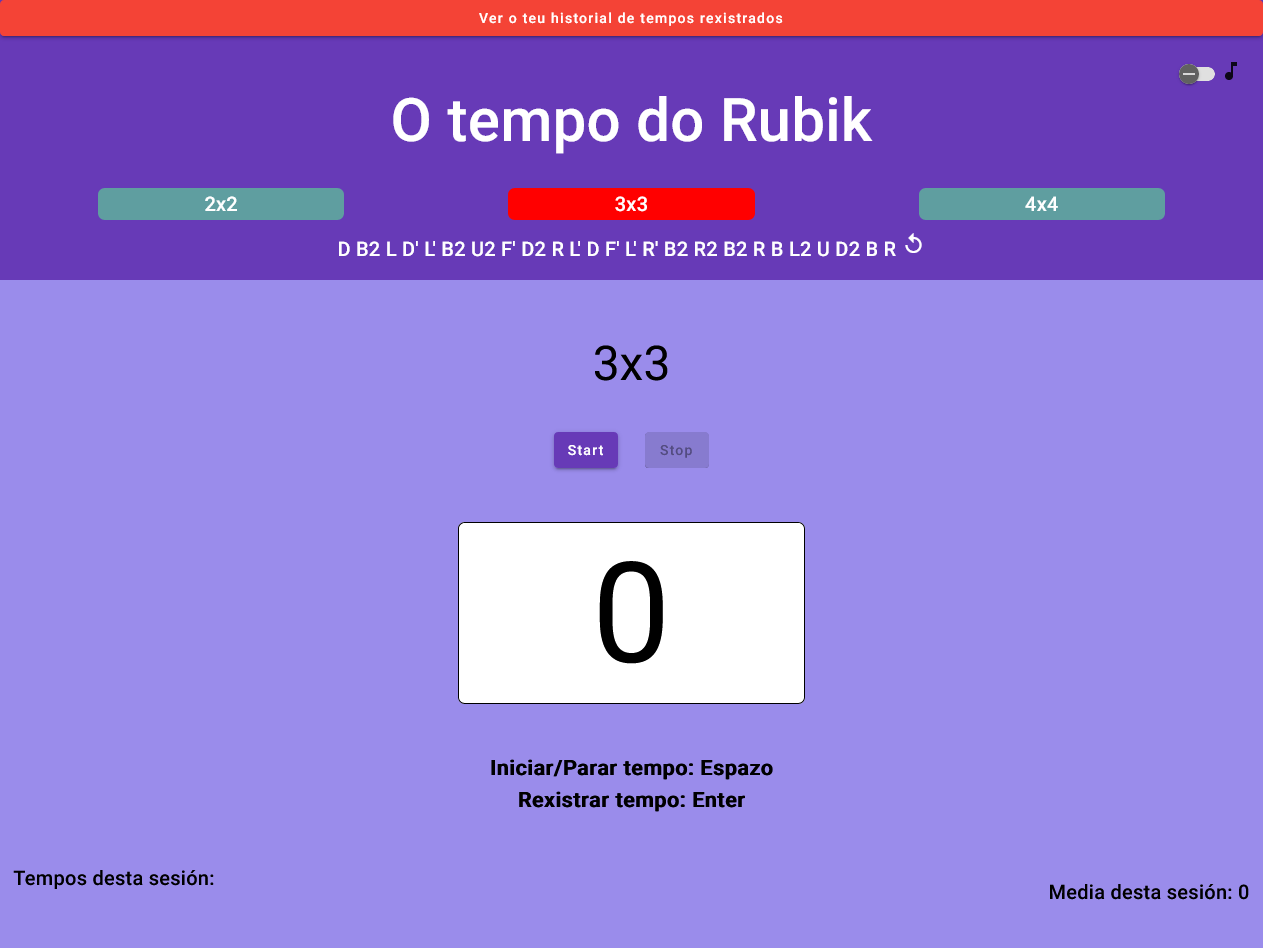 Ver o teu historial de tempos rexistrados
O tempo do Rubik
2x2 3x3 4x4
D B2 L D' L' B2 U2 F' D2 R L' D F' L' R' B2 R2 B2 R B L2 U D2 B R
3x3
Start Stop
0
Iniciar/Parar tempo: Espazo
Rexistrar tempo: Enter
Tempos desta sesión:
Media desta sesión: 0